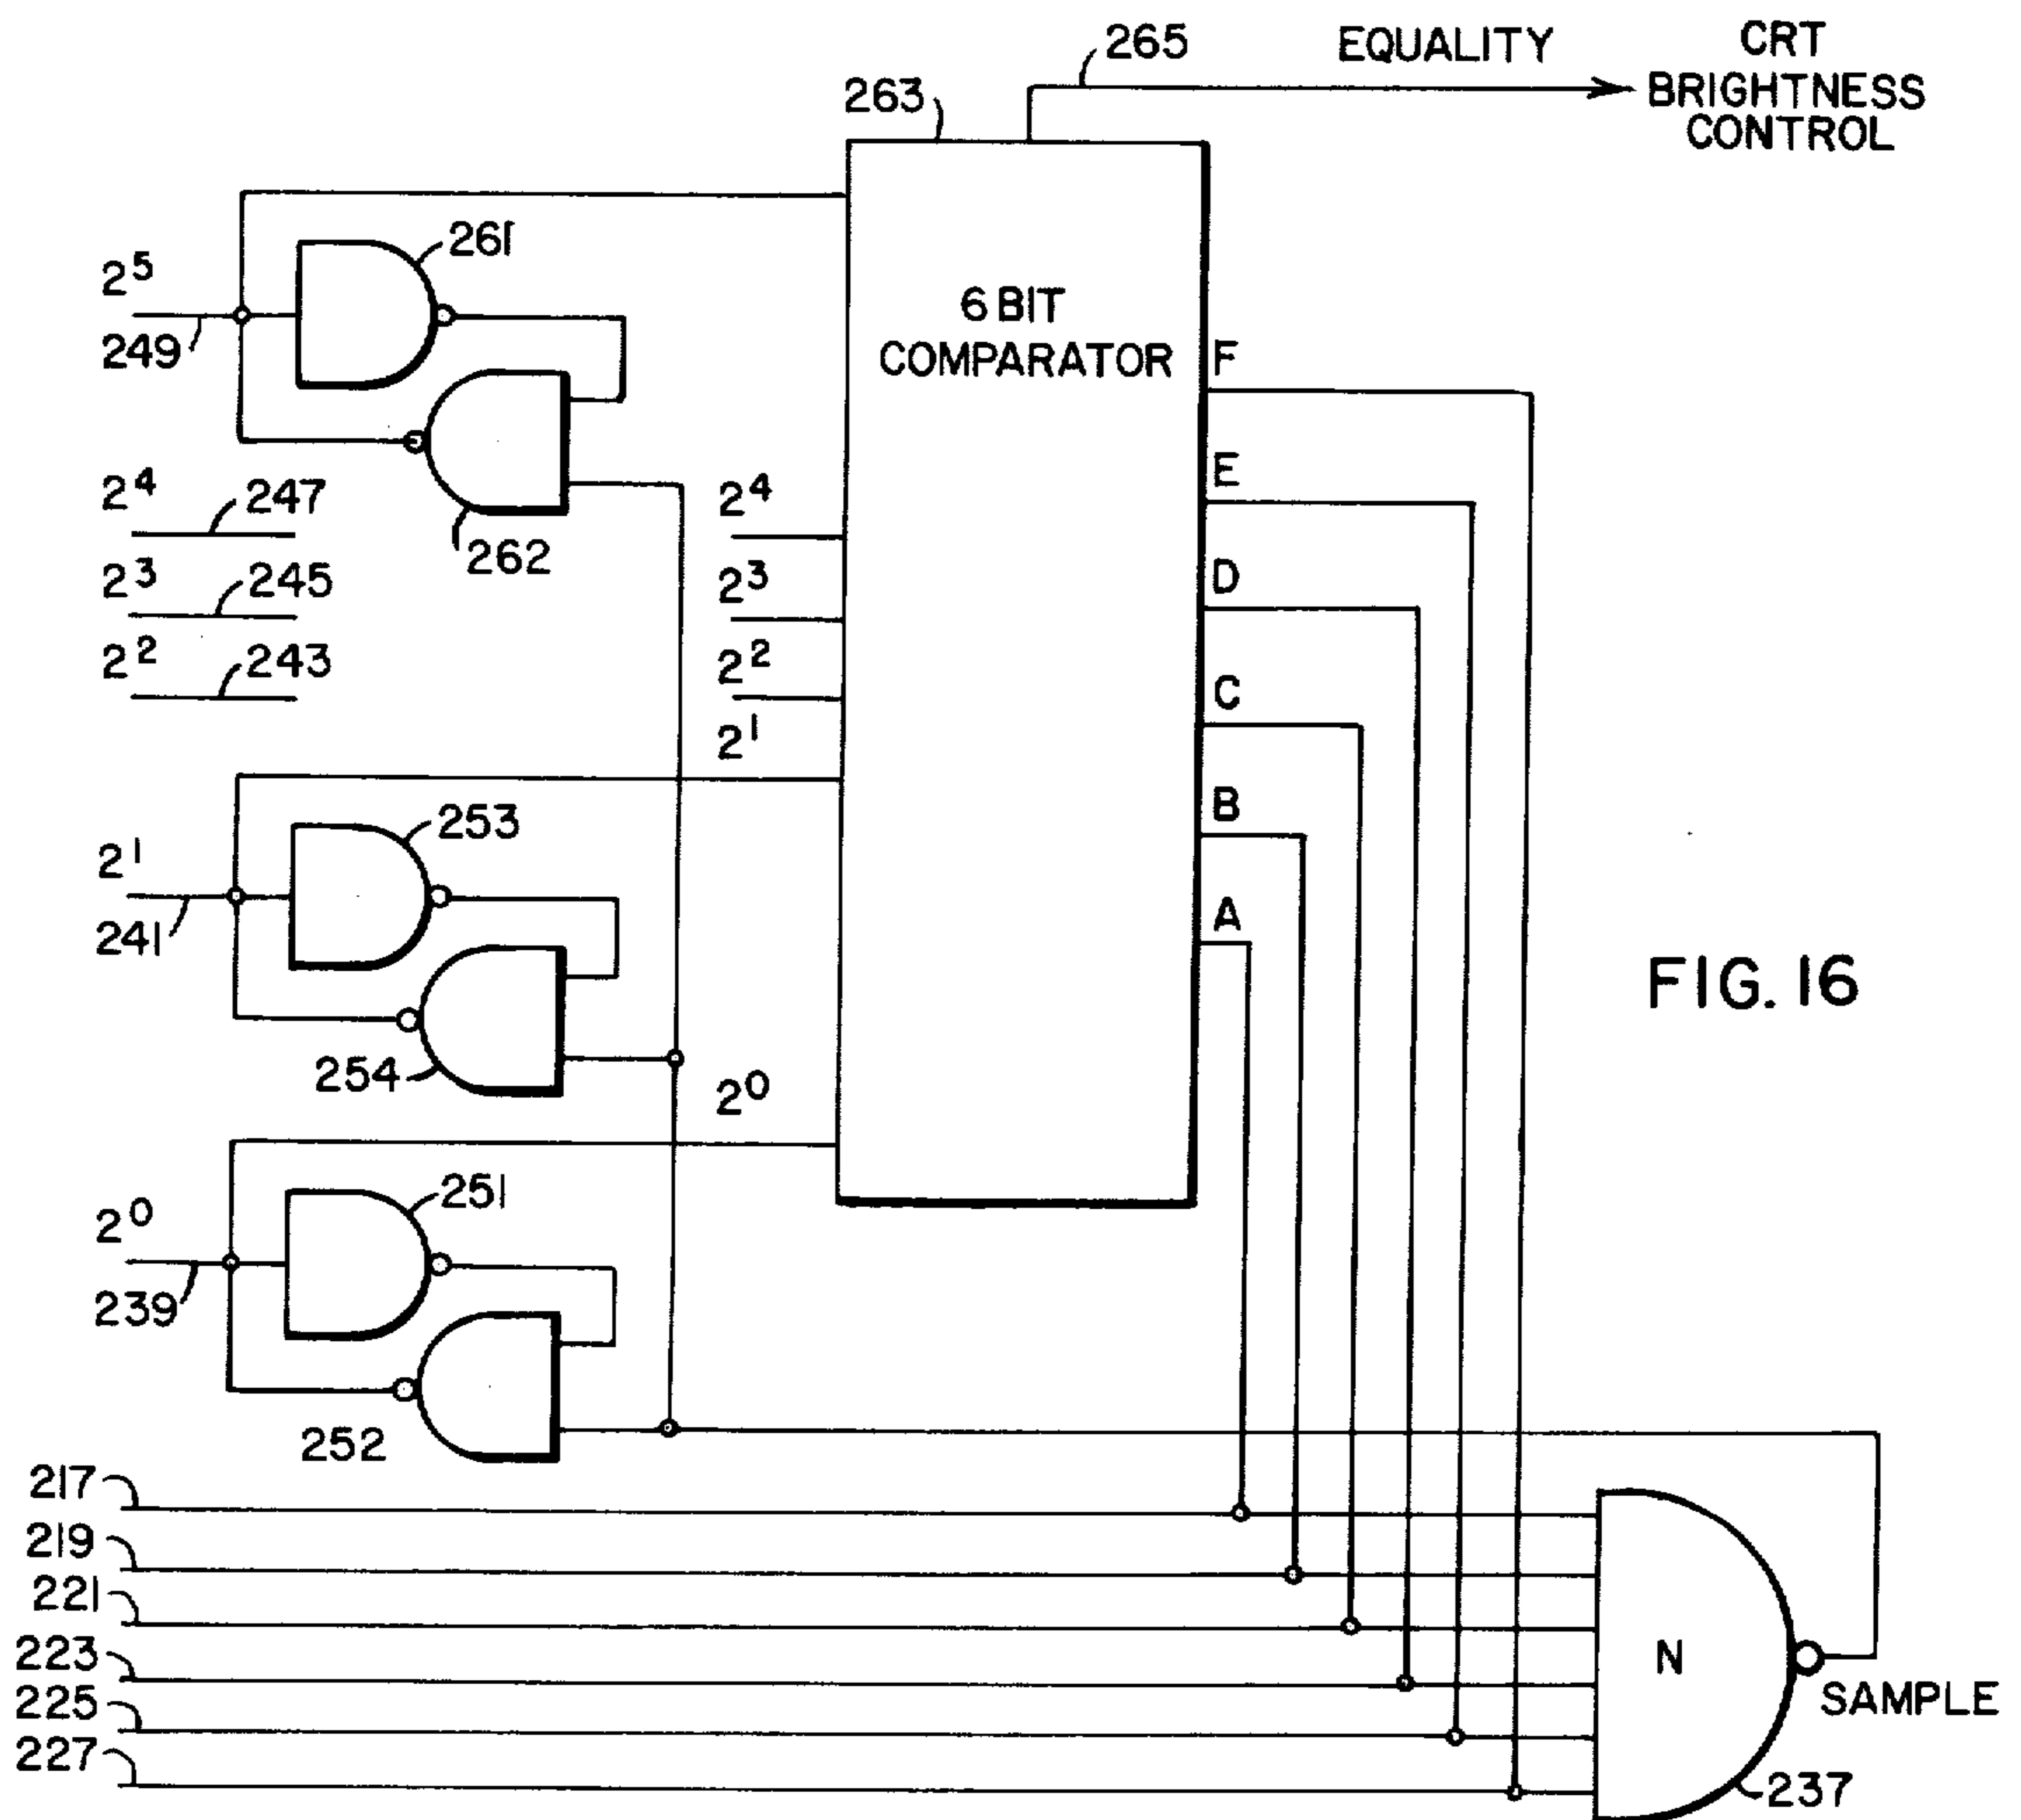 265
EQUALITY
CRT
BRIGHTNESS
CONTROL
263
261
2⁵
249
6 BIT
COMPARATOR
F
E
2⁴
247
262
2⁴
2³
245
2³
D
2²
243
2²
C
2¹
253
B
2¹
241
A
254
2⁰
FIG. 16
251
2⁰
239
252
217
219
221
223
225
227
N
SAMPLE
237